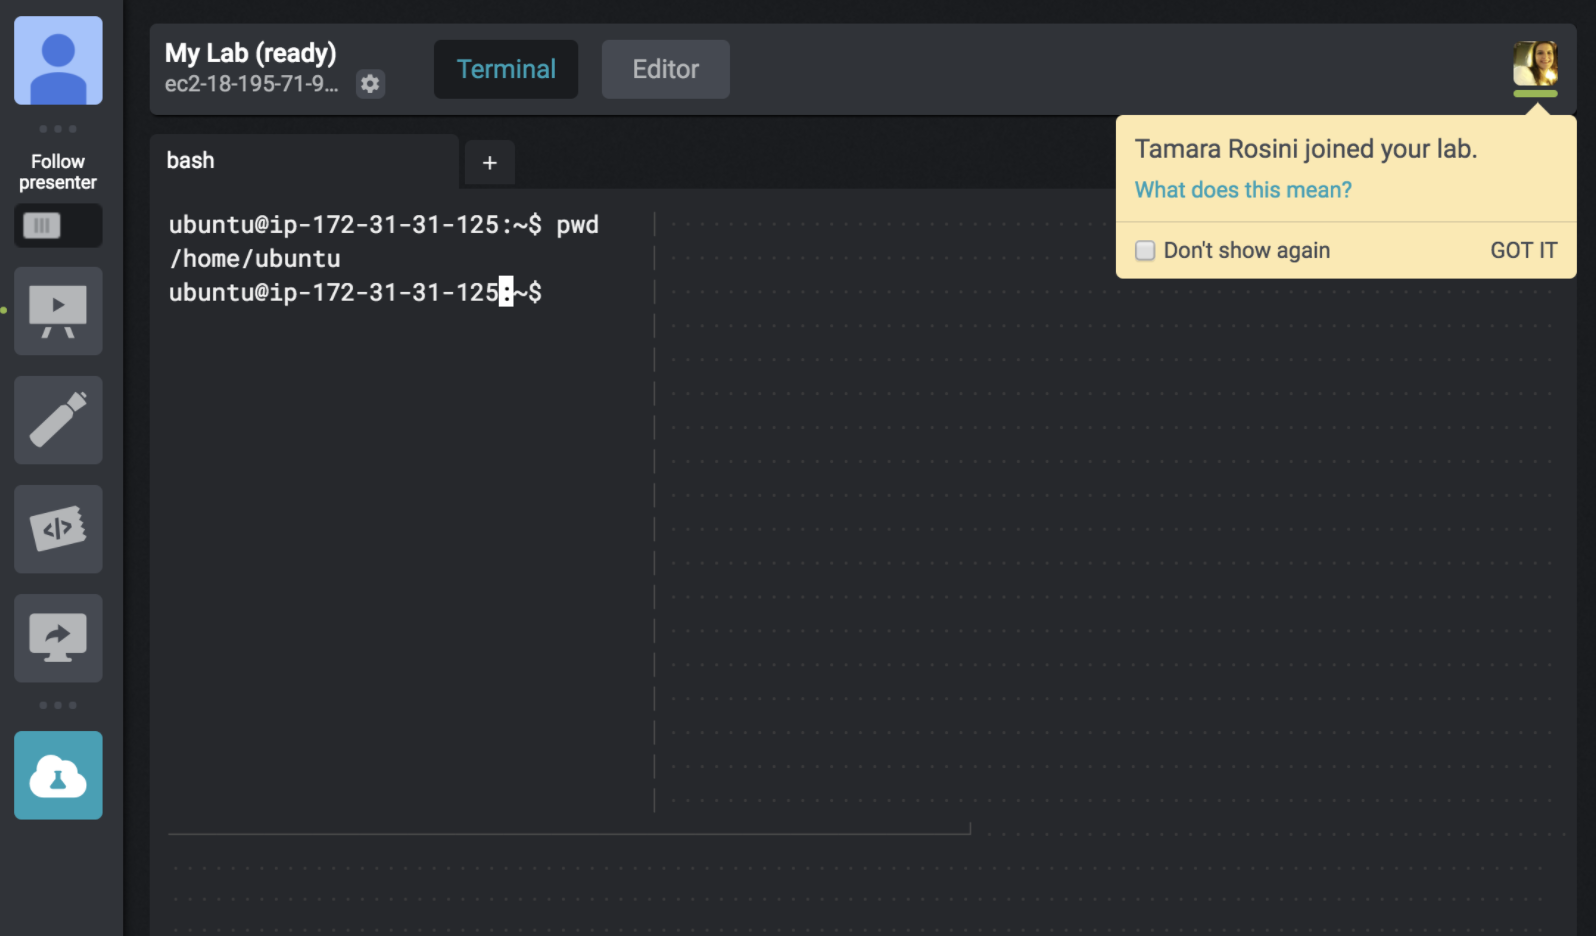 My Lab (ready)
ec2-18-195-71-9...
Terminal
Editor
Follow
presenter
bash
+
Tamara Rosini joined your lab.
What does this mean?
Don't show again
GOT IT
ubuntu@ip-172-31-31-125:~$ pwd
/home/ubuntu
ubuntu@ip-172-31-31-125:~$